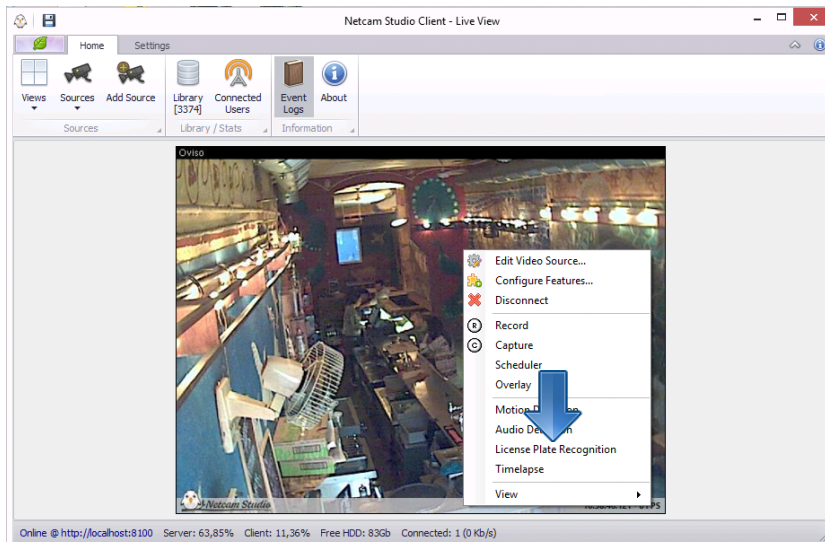 Netcam Studio Client - Live View
Home Settings
Views Sources Add Source Library [3374] Connected Users Event Logs About
Sources Library / Stats Information
Oviso
Edit Video Source...
Configure Features...
Disconnect
R Record
C Capture
Scheduler
Overlay
Motion
Audio
License Plate Recognition
Timelapse
View
Netcam Studio
Online @ http://localhost:8100 Server: 63,85% Client: 11,36% Free HDD: 83Gb Connected: 1 (0 Kb/s)